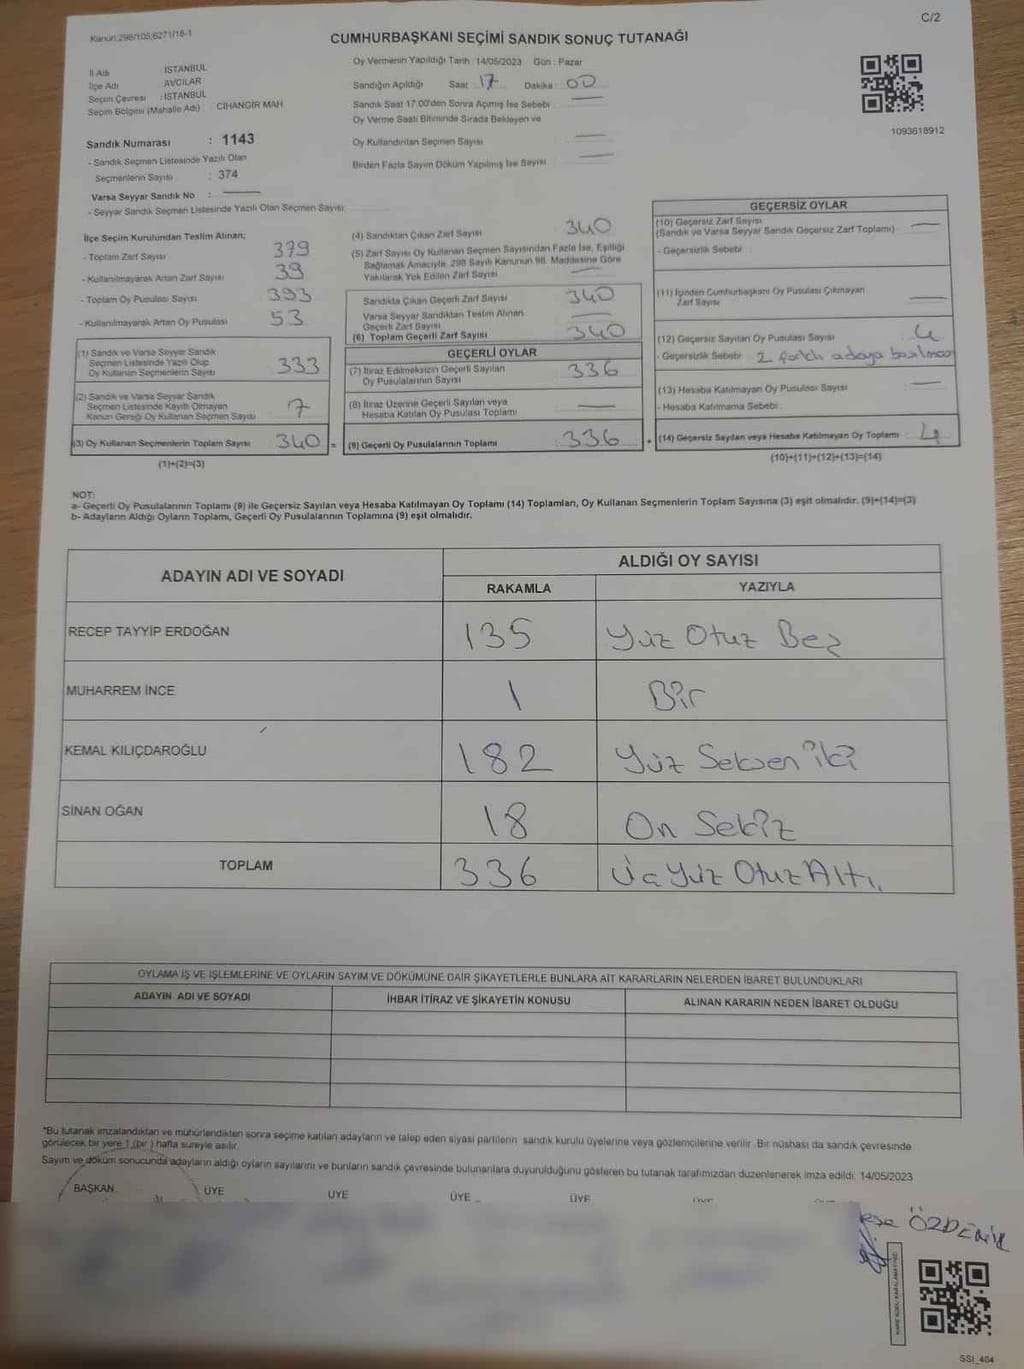 C/2
Kanun:298/105;6271/18-1
CUMHURBAŞKANI SEÇİMİ SANDIK SONUÇ TUTANAĞI
Oy Vermenin Yapıldığı Tarih : 14/05/2023 Gün : Pazar
İl Adı : İSTANBUL
İlçe Adı : AVCILAR
Seçim Çevresi : İSTANBUL
Seçim Bölgesi (Mahalle Adı) : CİHANGİR MAH.
Sandığın Açıldığı Saat : 17 Dakika : 00
Sandık Saat 17:00'den Sonra Açılmış İse Sebebi :
Oy Verme Saati Bitiminde Sırada Bekleyen ve
Oy Kullandırılan Seçmen Sayısı
Birden Fazla Sayım Döküm Yapılmış İse Sayısı
1093618912
Sandık Numarası : 1143
- Sandık Seçmen Listesinde Yazılı Olan
Seçmenlerin Sayısı : 374
Varsa Seyyar Sandık No :
- Seyyar Sandık Seçmen Listesinde Yazılı Olan Seçmen Sayısı:
İlçe Seçim Kurulundan Teslim Alınan;
- Toplam Zarf Sayısı 379
- Kullanılmayarak Artan Zarf Sayısı 39
- Toplam Oy Pusulası Sayısı 393
- Kullanılmayarak Artan Oy Pusulası 53
(1) Sandık ve Varsa Seyyar Sandık
Seçmen Listesinde Yazılı Olup
Oy Kullanan Seçmenlerin Sayısı 333
(2) Sandık ve Varsa Seyyar Sandık
Seçmen Listesinde Kayıtlı Olmayan
Kanun Gereği Oy Kullanan Seçmen Sayısı 7
(3) Oy Kullanan Seçmenlerin Toplam Sayısı 340 =
(1)+(2)=(3)
(4) Sandıktan Çıkan Zarf Sayısı 340
(5) Zarf Sayısı Oy Kullanan Seçmen Sayısından Fazla İse, Eşitliği
Sağlamak Amacıyla, 298 Sayılı Kanunun 98. Maddesine Göre
Yakılarak Yok Edilen Zarf Sayısı
Sandıkta Çıkan Geçerli Zarf Sayısı 340
Varsa Seyyar Sandıktan Teslim Alınan
Geçerli Zarf Sayısı
(6) Toplam Geçerli Zarf Sayısı 340
GEÇERLİ OYLAR
(7) İtiraz Edilmeksizin Geçerli Sayılan
Oy Pusulalarının Sayısı 336
(8) İtiraz Üzerine Geçerli Sayılan veya
Hesaba Katılan Oy Pusulası Toplamı
(9) Geçerli Oy Pusulalarının Toplamı : 336 +
GEÇERSİZ OYLAR
(10) Geçersiz Zarf Sayısı
(Sandık ve Varsa Seyyar Sandık Geçersiz Zarf Toplamı)
- Geçersizlik Sebebi :
(11) İçinden Cumhurbaşkanı Oy Pusulası Çıkmayan
Zarf Sayısı
(12) Geçersiz Sayılan Oy Pusulası Sayısı 4
- Geçersizlik Sebebi : 2 farklı adaya basılması
(13) Hesaba Katılmayan Oy Pusulası Sayısı
- Hesaba Katılmama Sebebi :
(14) Geçersiz Sayılan veya Hesaba Katılmayan Oy Toplamı 4
(10)+(11)+(12)+(13)=(14)
NOT:
a- Geçerli Oy Pusulalarının Toplamı (9) ile Geçersiz Sayılan veya Hesaba Katılmayan Oy Toplamı (14) Toplamları, Oy Kullanan Seçmenlerin Toplam Sayısına (3) eşit olmalıdır. (9)+(14)=(3)
b- Adayların Aldığı Oyların Toplamı, Geçerli Oy Pusulalarının Toplamına (9) eşit olmalıdır.
ADAYIN ADI VE SOYADI
ALDIĞI OY SAYISI
RAKAMLA YAZIYLA
RECEP TAYYİP ERDOĞAN 135 Yüz Otuz Beş
MUHARREM İNCE 1 Bir
KEMAL KILIÇDAROĞLU 182 Yüz Seksen İki
SİNAN OĞAN 18 On Sekiz
TOPLAM 336 Üç Yüz Otuz Altı.
OYLAMA İŞ VE İŞLEMLERİNE VE OYLARIN SAYIM VE DÖKÜMÜNE DAİR ŞİKAYETLERLE BUNLARA AİT KARARLARIN NELERDEN İBARET BULUNDUKLARI
ADAYIN ADI VE SOYADI İHBAR İTİRAZ VE ŞİKAYETİN KONUSU ALINAN KARARIN NEDEN İBARET OLDUĞU
*Bu tutanak imzalandıktan ve mühürlendikten sonra seçime katılan adayların ve talep eden siyasi partilerin sandık kurulu üyelerine veya gözlemcilerine verilir. Bir nüshası da sandık çevresinde
görülecek bir yere 1 (bir ) hafta süreyle asılır.
Sayım ve döküm sonucunda adayların aldığı oyların sayılarını ve bunların sandık çevresinde bulunanlara duyurulduğunu gösteren bu tutanak tarafımızdan düzenlenerek imza edildi. 14/05/2023
BAŞKAN ÜYE ÜYE ÜYE ÜYE
ÖZDEMİR
SSI_404